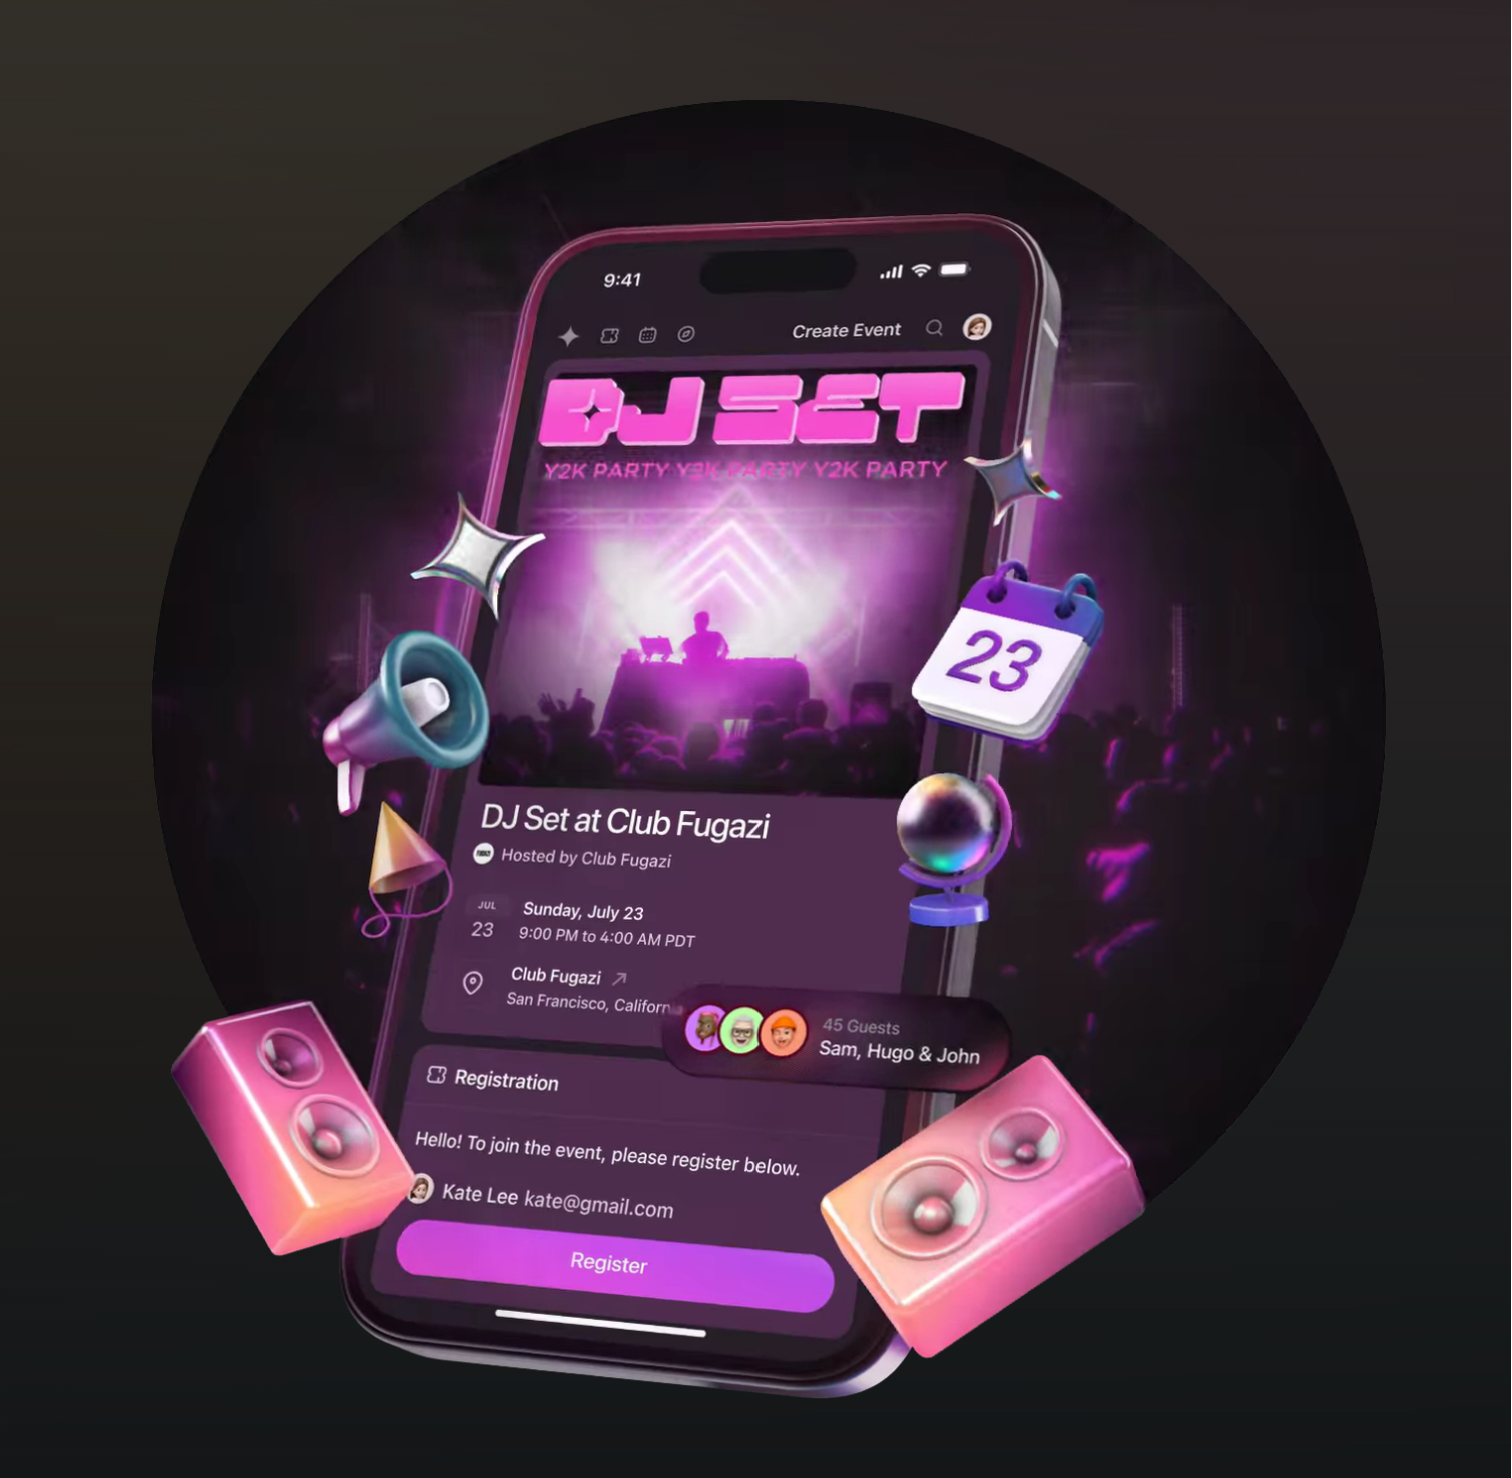 9:41
Create Event
DJ SET
Y2K PARTY Y2K PARTY Y2K PARTY
23
DJ Set at Club Fugazi
Hosted by Club Fugazi
JUL
23
Sunday, July 23
9:00 PM to 4:00 AM PDT
Club Fugazi
San Francisco, Californ
45 Guests
Sam, Hugo & John
Registration
Hello! To join the event, please register below.
Kate Lee kate@gmail.com
Register